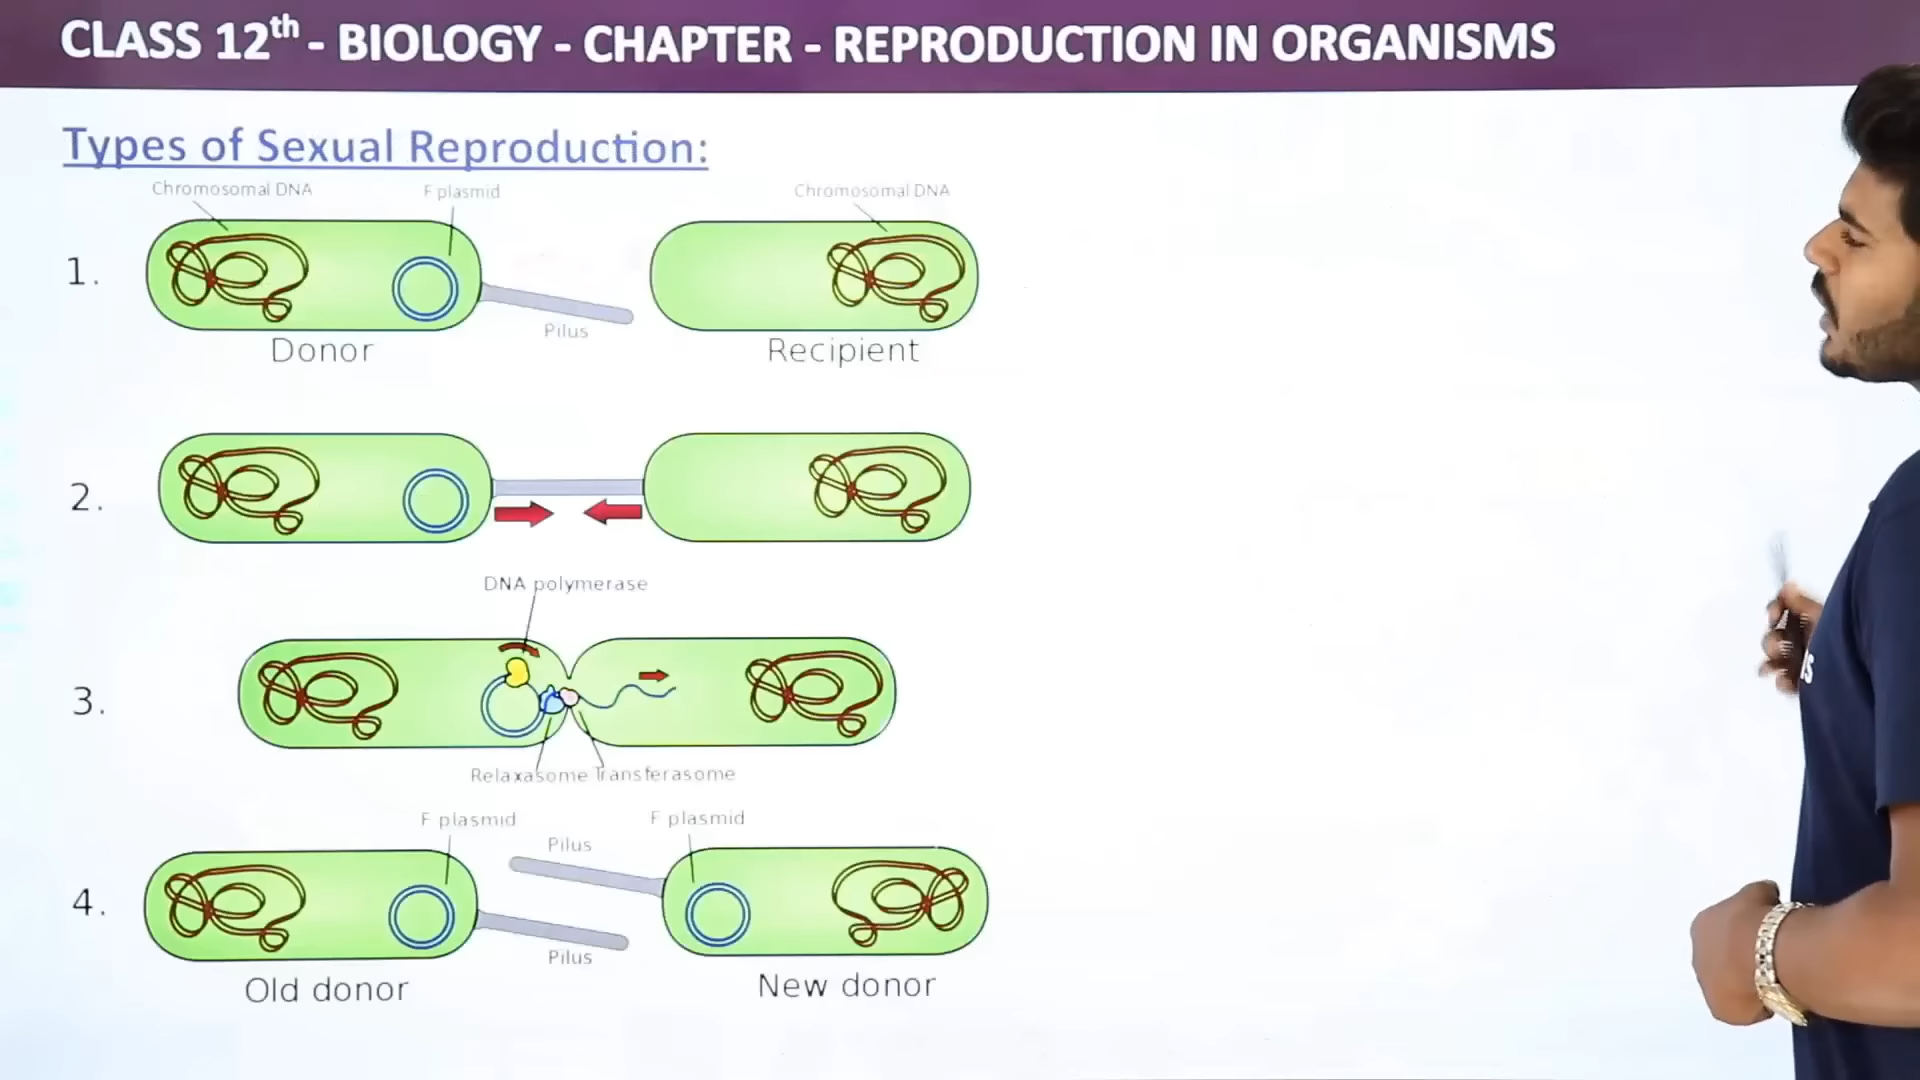 CLASS 12th - BIOLOGY - CHAPTER - REPRODUCTION IN ORGANISMS
Types of Sexual Reproduction:
Chromosomal DNA F plasmid Chromosomal DNA
1.
Pilus
Donor Recipient
2.
DNA polymerase
3.
Relaxasome Transferasome
F plasmid F plasmid
Pilus
4.
Pilus
Old donor New donor